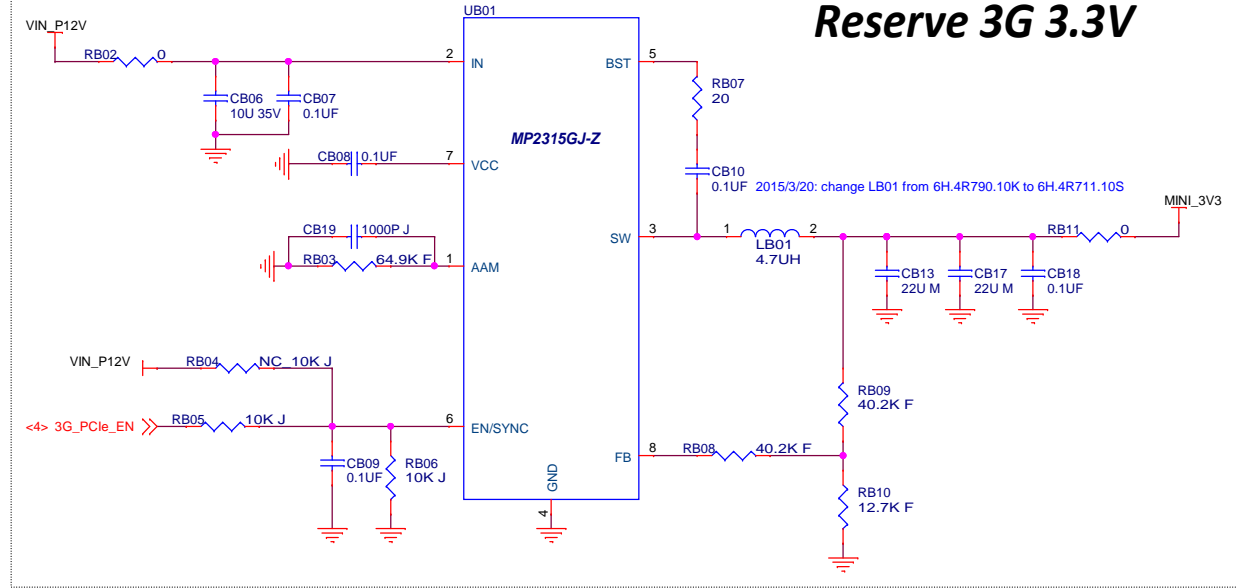 Reserve 3G 3.3V
UB01
VIN_P12V
RB02 0
2
IN
BST
5
CB06
10U 35V
CB07
0.1UF
RB07
20
MP2315GJ-Z
CB08 0.1UF
7
VCC
CB10
0.1UF
2015/3/20: change LB01 from 6H.4R790.10K to 6H.4R711.10S
MINI_3V3
CB19 1000P J
RB03 64.9K F
1
AAM
SW
3
1
2
LB01
4.7UH
RB11 0
CB13
22U M
CB17
22U M
CB18
0.1UF
VIN_P12V
RB04 NC_10K J
<4> 3G_PCIe_EN
RB05 10K J
6
EN/SYNC
CB09
0.1UF
RB06
10K J
RB09
40.2K F
FB
8
RB08 40.2K F
GND
4
RB10
12.7K F